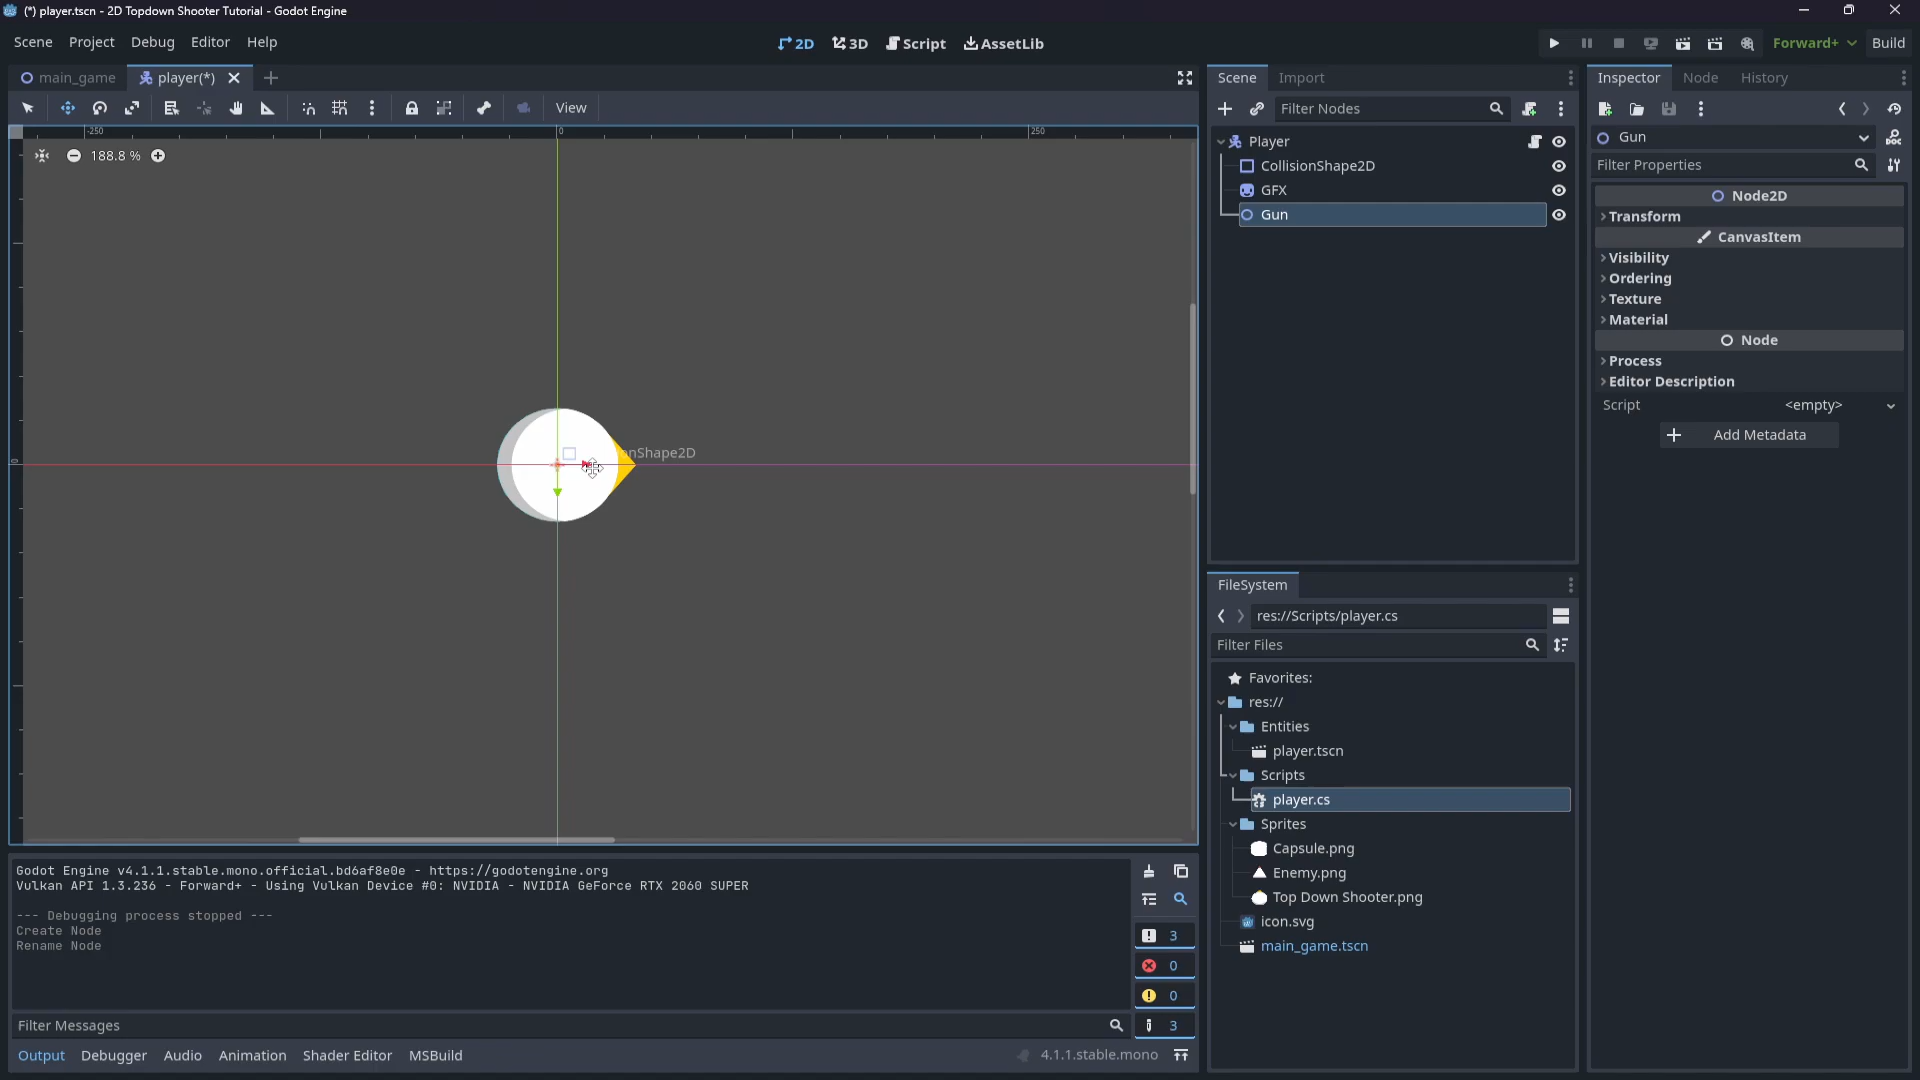 (*) player.tscn - 2D Topdown Shooter Tutorial - Godot Engine
Scene Project Debug Editor Help
2D 3D Script AssetLib
Forward+ Build
main_game player(*)
View
-250 0 250
188.8 %
0
onShape2D
Scene Import
Filter Nodes
Player
CollisionShape2D
GFX
Gun
Inspector Node History
Gun
DOC
Filter Properties
Node2D
Transform
CanvasItem
Visibility
Ordering
Texture
Material
Node
Process
Editor Description
Script <empty>
Add Metadata
FileSystem
res://Scripts/player.cs
Filter Files
Favorites:
res://
Entities
player.tscn
Scripts
player.cs
Sprites
Capsule.png
Enemy.png
Top Down Shooter.png
icon.svg
main_game.tscn
Godot Engine v4.1.1.stable.mono.official.bd6af8e0e - https://godotengine.org
Vulkan API 1.3.236 - Forward+ - Using Vulkan Device #0: NVIDIA - NVIDIA GeForce RTX 2060 SUPER
--- Debugging process stopped ---
Create Node
Rename Node
3
0
0
3
Filter Messages
Output Debugger Audio Animation Shader Editor MSBuild
4.1.1.stable.mono